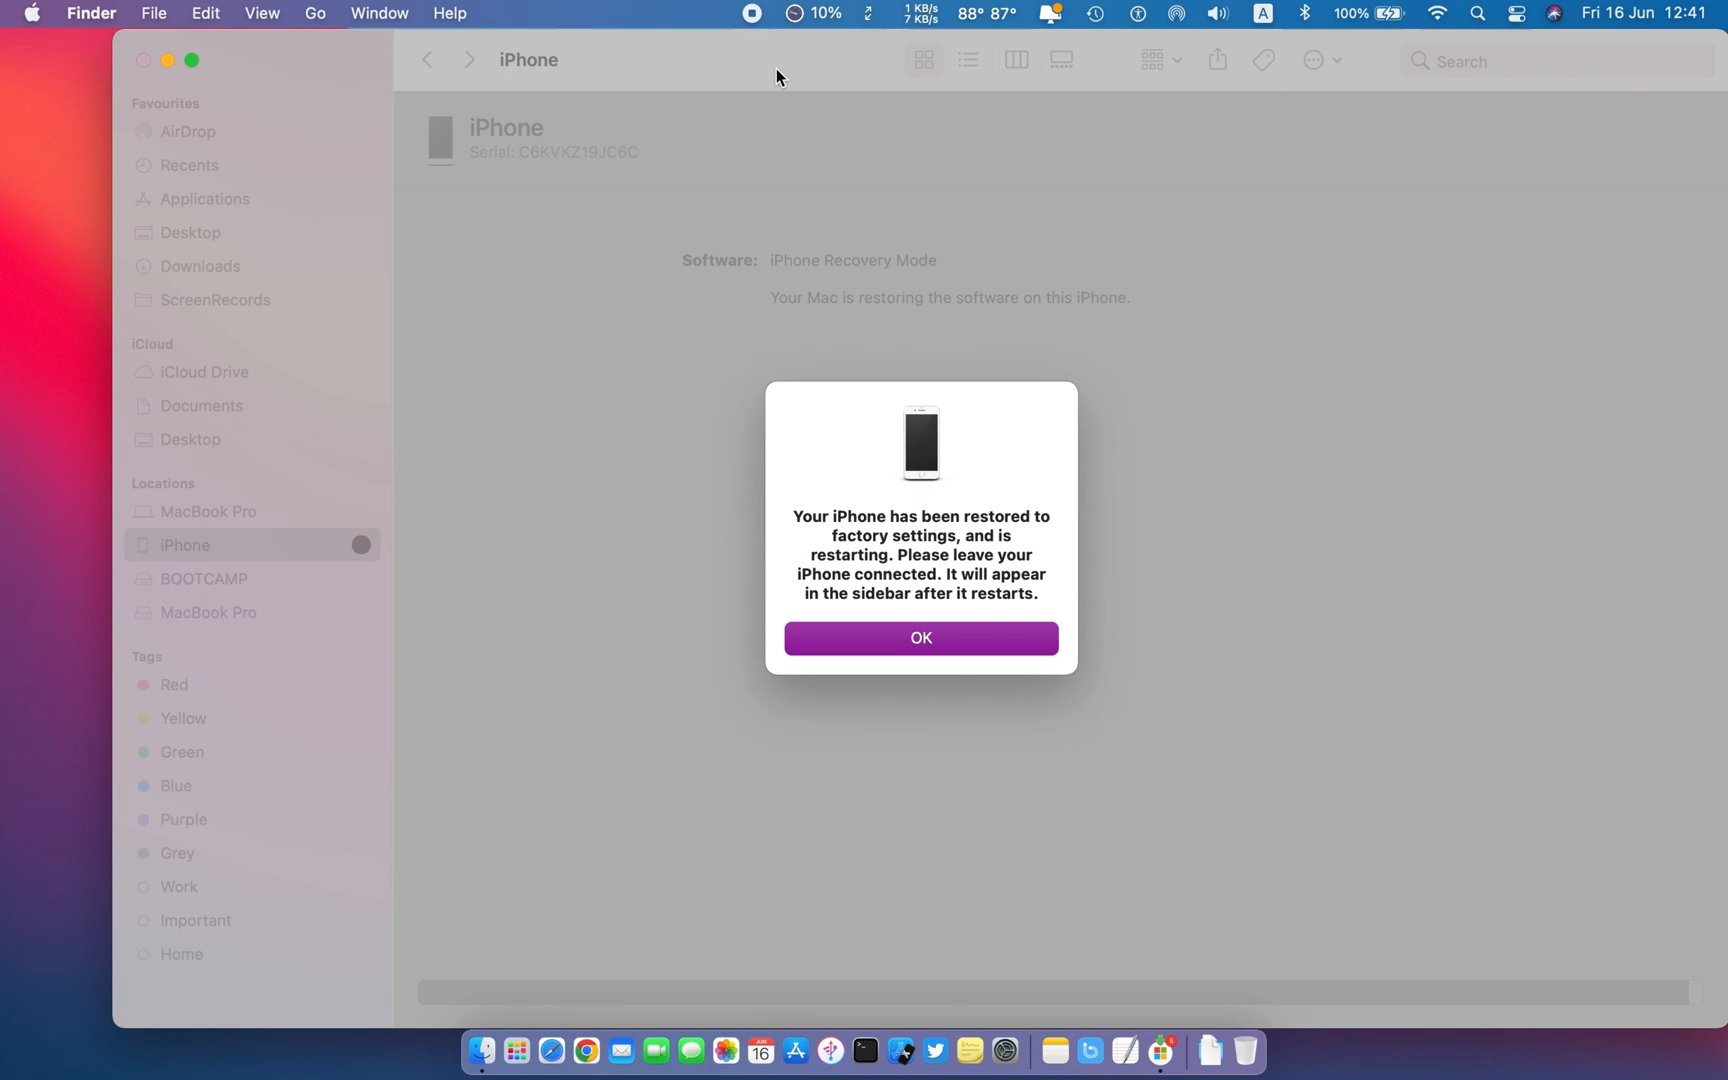 Finder File Edit View Go Window Help
10% 1 KB/s 88° 87° A 100% Fri 16 Jun 12:41
7 KB/s
iPhone
Search
Favourites
AirDrop
Recents
Applications
Desktop
Downloads
ScreenRecords
iCloud
iCloud Drive
Documents
Desktop
Locations
MacBook Pro
iPhone
BOOTCAMP
MacBook Pro
Tags
Red
Yellow
Green
Blue
Purple
Grey
Work
Important
Home
iPhone
Serial: C6KVKZ19JC6C
Software: iPhone Recovery Mode
Your Mac is restoring the software on this iPhone.
Your iPhone has been restored to
factory settings, and is
restarting. Please leave your
iPhone connected. It will appear
in the sidebar after it restarts.
OK
JUN
16
5